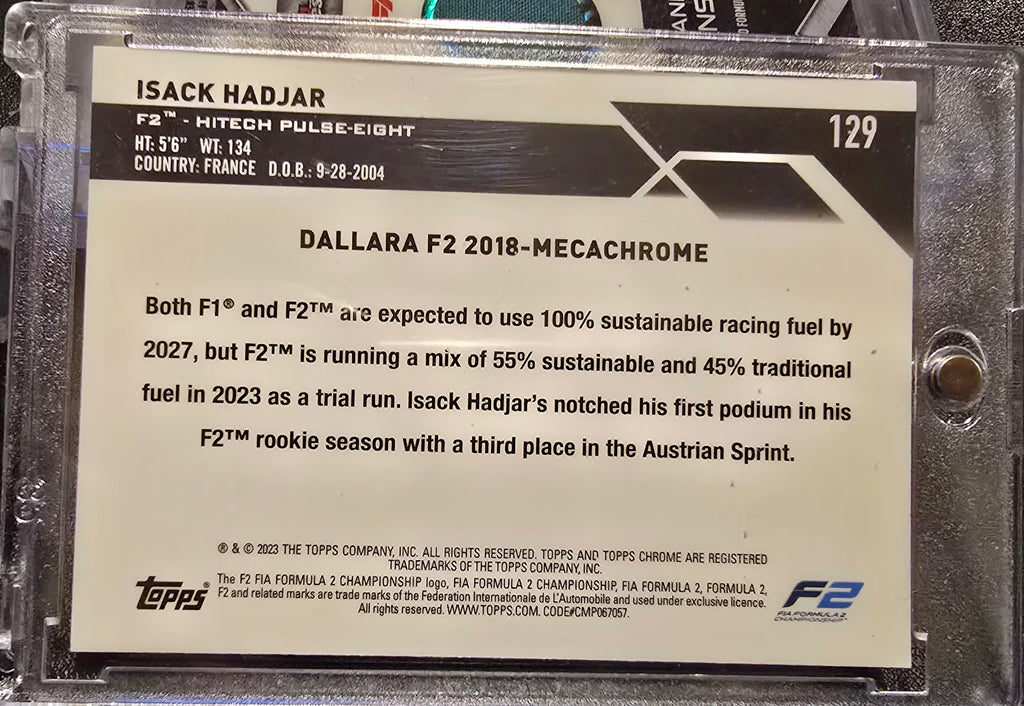 ISACK HADJAR
F2™ - HITECH PULSE-EIGHT
HT: 5'6" WT: 134
COUNTRY: FRANCE D.O.B.: 9-28-2004
129
DALLARA F2 2018-MECACHROME
Both F1® and F2™ are expected to use 100% sustainable racing fuel by
2027, but F2™ is running a mix of 55% sustainable and 45% traditional
fuel in 2023 as a trial run. Isack Hadjar's notched his first podium in his
F2™ rookie season with a third place in the Austrian Sprint.
® & © 2023 THE TOPPS COMPANY, INC. ALL RIGHTS RESERVED. TOPPS AND TOPPS CHROME ARE REGISTERED
TRADEMARKS OF THE TOPPS COMPANY, INC.
The F2 FIA FORMULA 2 CHAMPIONSHIP logo, FIA FORMULA 2 CHAMPIONSHIP, FIA FORMULA 2, FORMULA 2,
F2 and related marks are trade marks of the Federation Internationale de L'Automobile and used under exclusive licence.
All rights reserved. WWW.TOPPS.COM. CODE#CMP067057.
topps®
F2
FIA FORMULA 2
CHAMPIONSHIP™